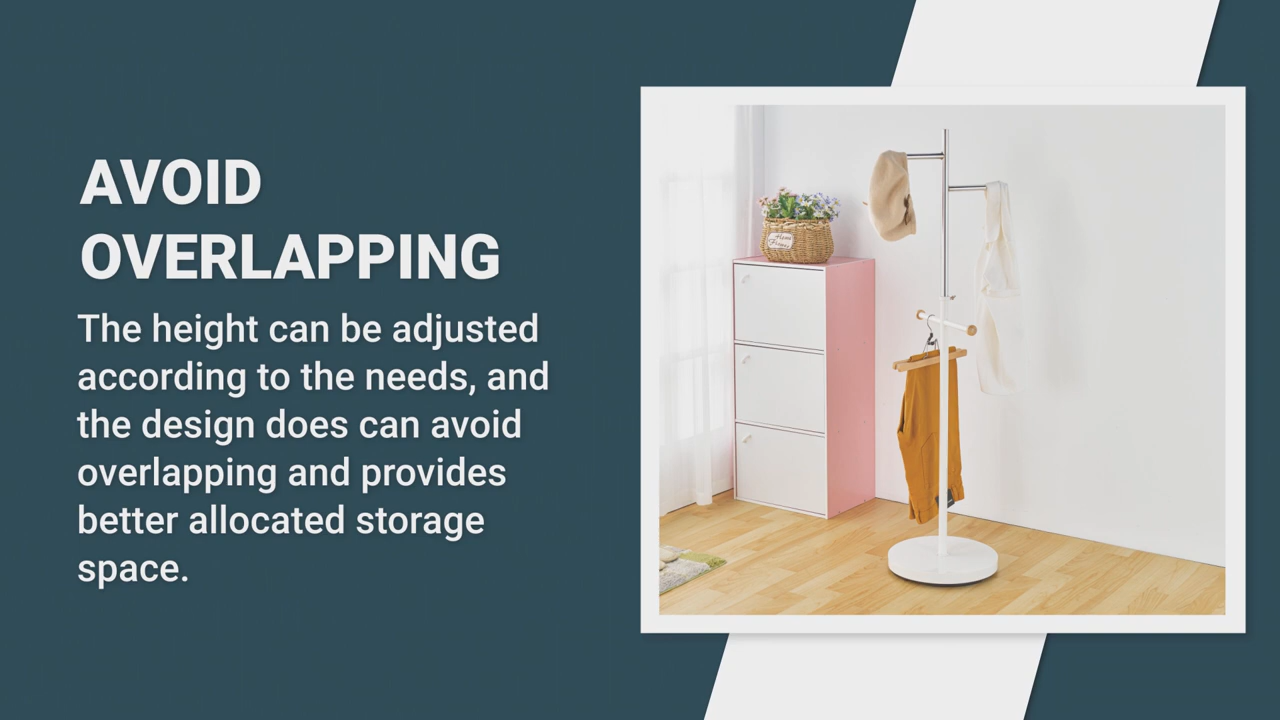 AVOID
OVERLAPPING
The height can be adjusted
according to the needs, and
the design does can avoid
overlapping and provides
better allocated storage
space.